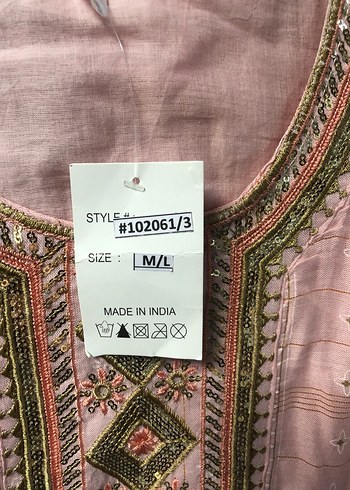 STYLE #:
#102061/3
SIZE : M/L
MADE IN INDIA